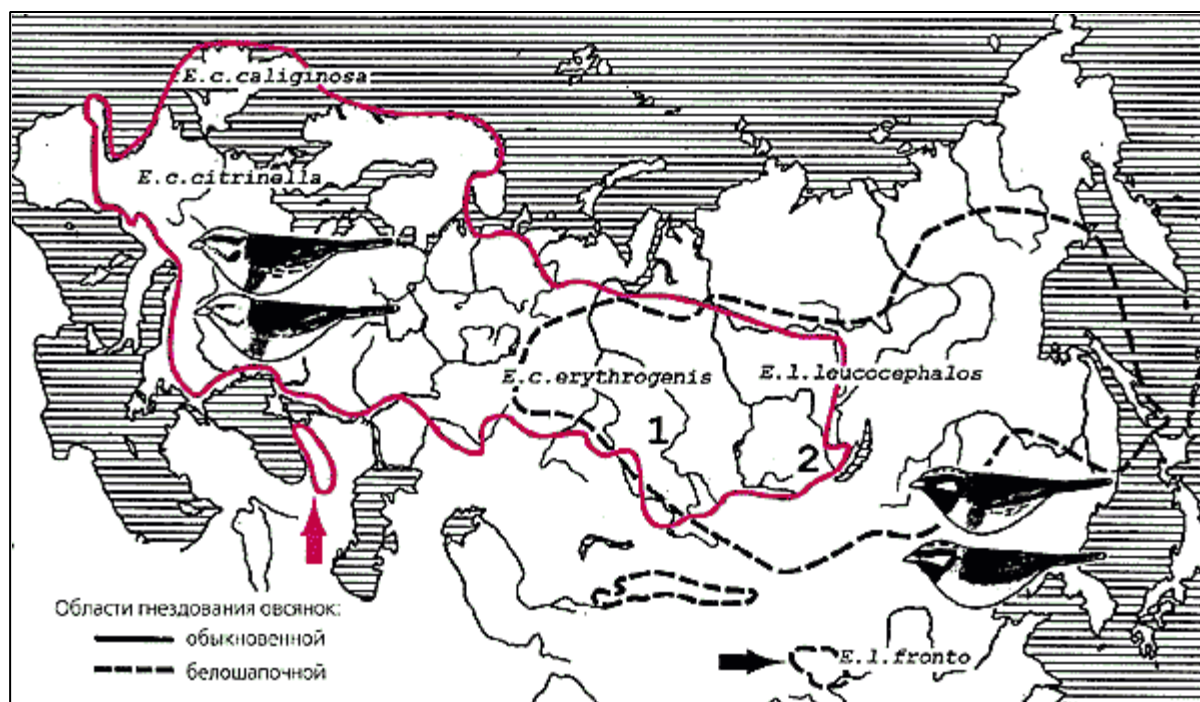 E.c.caliginosa
E.c.citrinella
E.c.erythrogenis
E.l.leucocephalos
1
2
Области гнездования овсянок:
обыкновенной
белошапочной
E.l.fronto